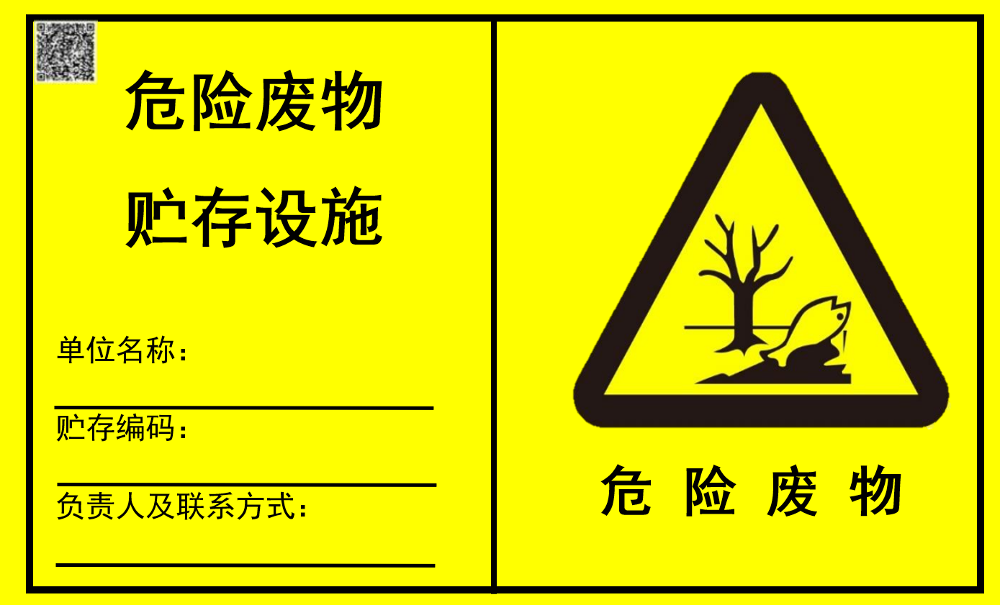 危险废物
贮存设施
单位名称：
贮存编码：
负责人及联系方式：
危险废物